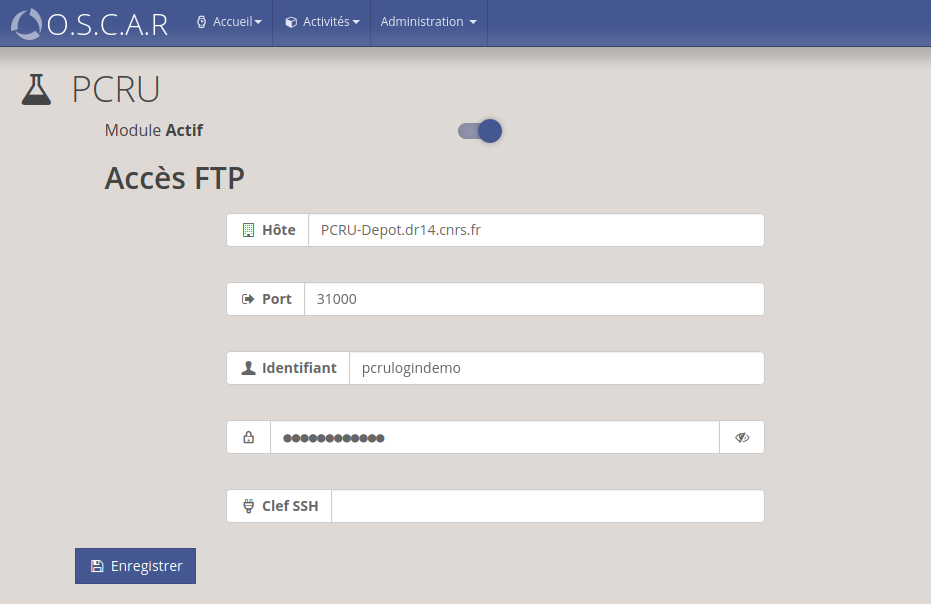 O.S.C.A.R Accueil Activités Administration
PCRU
Module Actif
Accès FTP
Hôte PCRU-Depot.dr14.cnrs.fr
Port 31000
Identifiant pcrulogindemo
●●●●●●●●●●●●
Clef SSH
Enregistrer